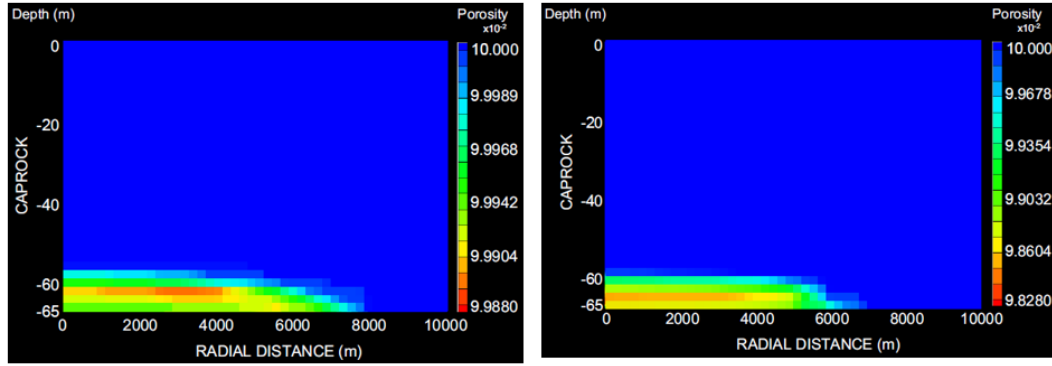 Depth (m)
Porosity
x10-2
0
-20
-40
-60
-65
CAPROCK
10.000
9.9989
9.9968
9.9942
9.9904
9.9880
0 2000 4000 6000 8000 10000
RADIAL DISTANCE (m)
Depth (m)
Porosity
x10-2
0
-20
-40
-60
-65
CAPROCK
10.000
9.9678
9.9354
9.9032
9.8604
9.8280
0 2000 4000 6000 8000 10000
RADIAL DISTANCE (m)